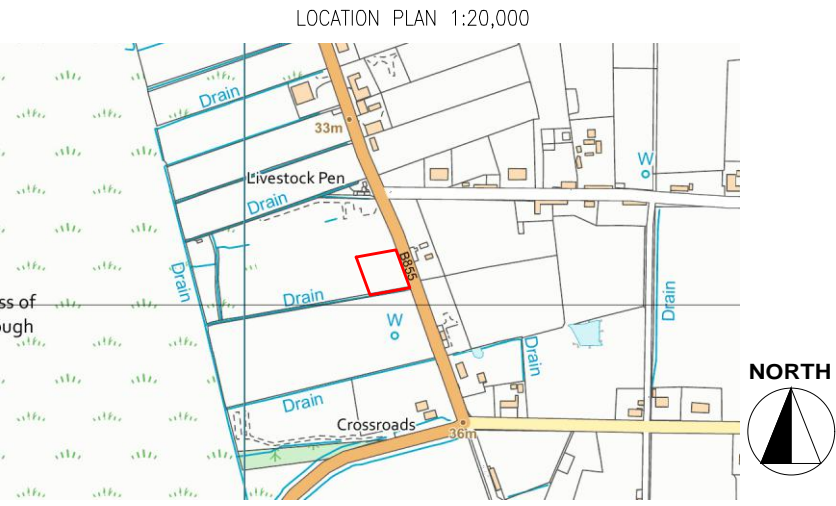 LOCATION PLAN 1:20,000
Drain
33m
W
Livestock Pen
Drain
B855
Drain
Drain
Drain
ss of
ough
W
Drain
NORTH
Drain
Crossroads
36m